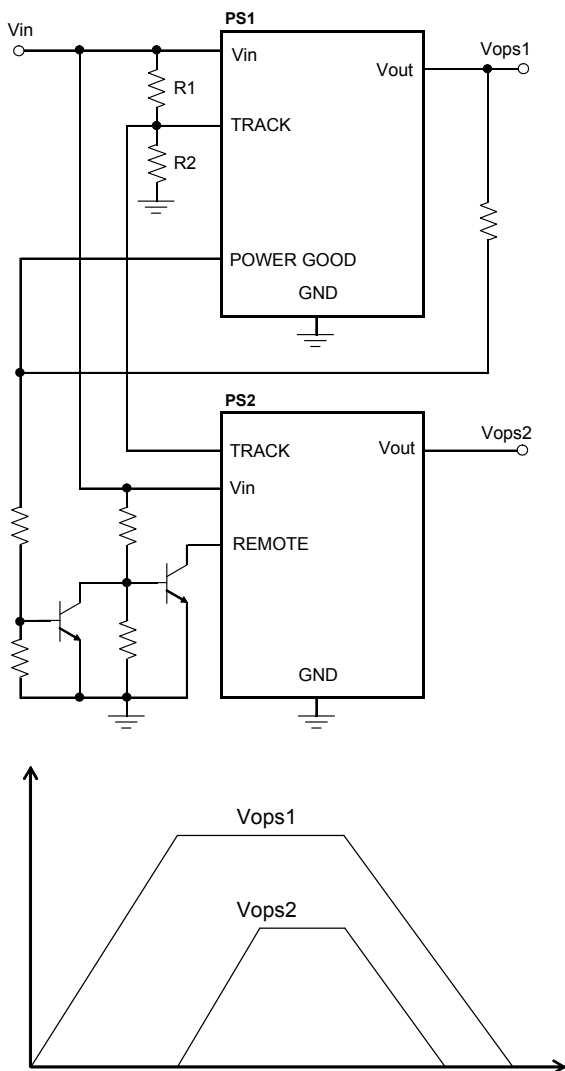 PS1
Vin
Vin
Vout
Vops1
R1
TRACK
R2
POWER GOOD
GND
PS2
TRACK
Vout
Vops2
Vin
REMOTE
GND
Vops1
Vops2